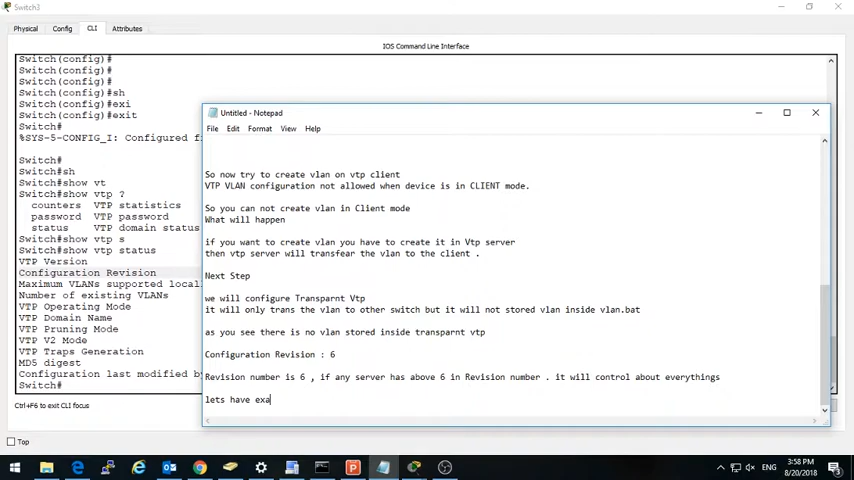 Switch3
Physical Config CLI Attributes
IOS Command Line Interface
Switch(config)#
Switch(config)#
Switch(config)#
Switch(config)#sh
Switch(config)#exi
Switch(config)#exit
Switch#
%SYS-5-CONFIG_I: Configured f
Switch#
Switch#sh
Switch#show vt
Switch#show vtp ?
counters VTP statistics
password VTP password
status VTP domain status
Switch#show vtp s
Switch#show vtp status
VTP Version
Configuration Revision
Maximum VLANs supported local
Number of existing VLANs
VTP Operating Mode
VTP Domain Name
VTP Pruning Mode
VTP V2 Mode
VTP Traps Generation
MD5 digest
Configuration last modified by
Switch#
Ctrl+F6 to exit CLI focus
Top
Untitled - Notepad
File Edit Format View Help
So now try to create vlan on vtp client
VTP VLAN configuration not allowed when device is in CLIENT mode.
So you can not create vlan in Client mode
What will happen
if you want to create vlan you have to create it in Vtp server
then vtp server will transfear the vlan to the client .
Next Step
we will configure Transparnt Vtp
it will only trans the vlan to other switch but it will not stored vlan inside vlan.bat
as you see there is no vlan stored inside transparnt vtp
Configuration Revision : 6
Revision number is 6 , if any server has above 6 in Revision number . it will control about everythings
lets have exa
ENG
3:58 PM
8/20/2018